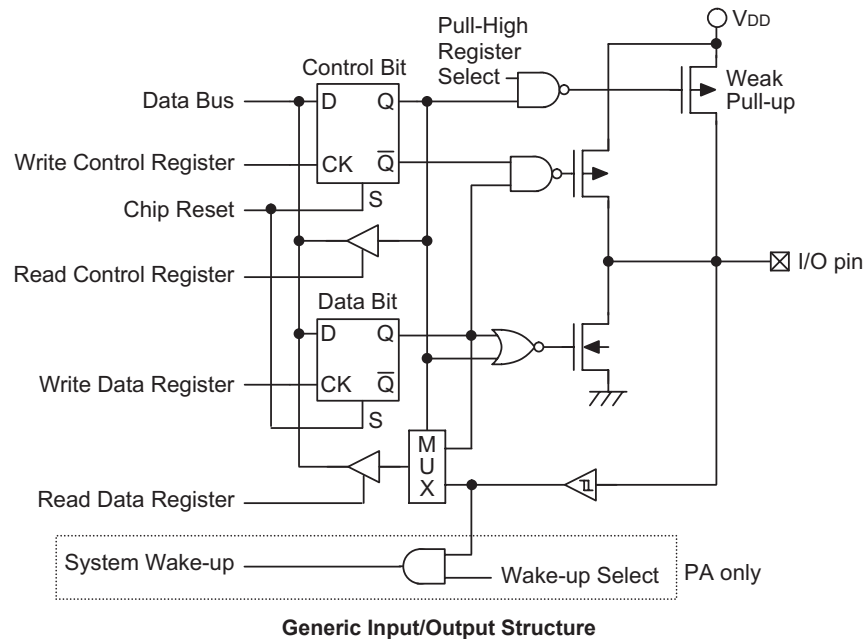 VDD
Pull-High
Register
Select
Weak
Pull-up
Control Bit
Data Bus
D
Q
Write Control Register
CK
Q
S
Chip Reset
Read Control Register
I/O pin
Data Bit
D
Q
Write Data Register
CK
Q
S
M
U
X
Read Data Register
System Wake-up
Wake-up Select
PA only
Generic Input/Output Structure